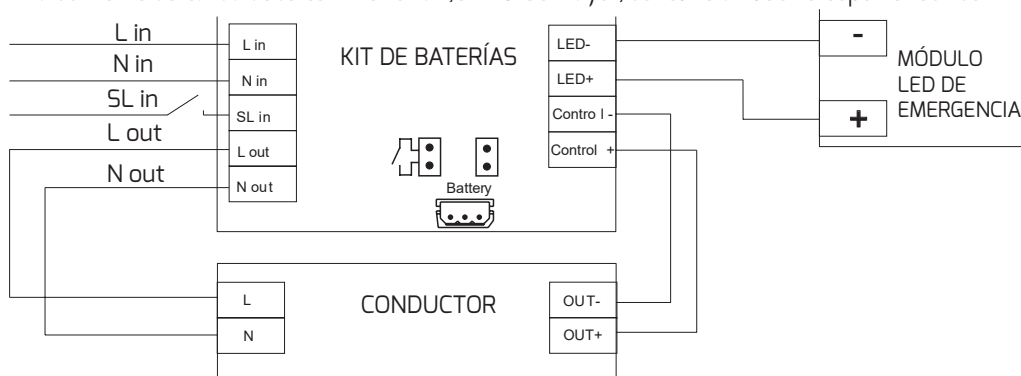 L in
N in
SL in
L out
N out
L in
N in
SL in
L out
N out
KIT DE BATERÍAS
Battery
LED-
LED+
Contro l -
Control +
-
+
MÓDULO
LED DE
EMERGENCIA
L
N
CONDUCTOR
OUT-
OUT+